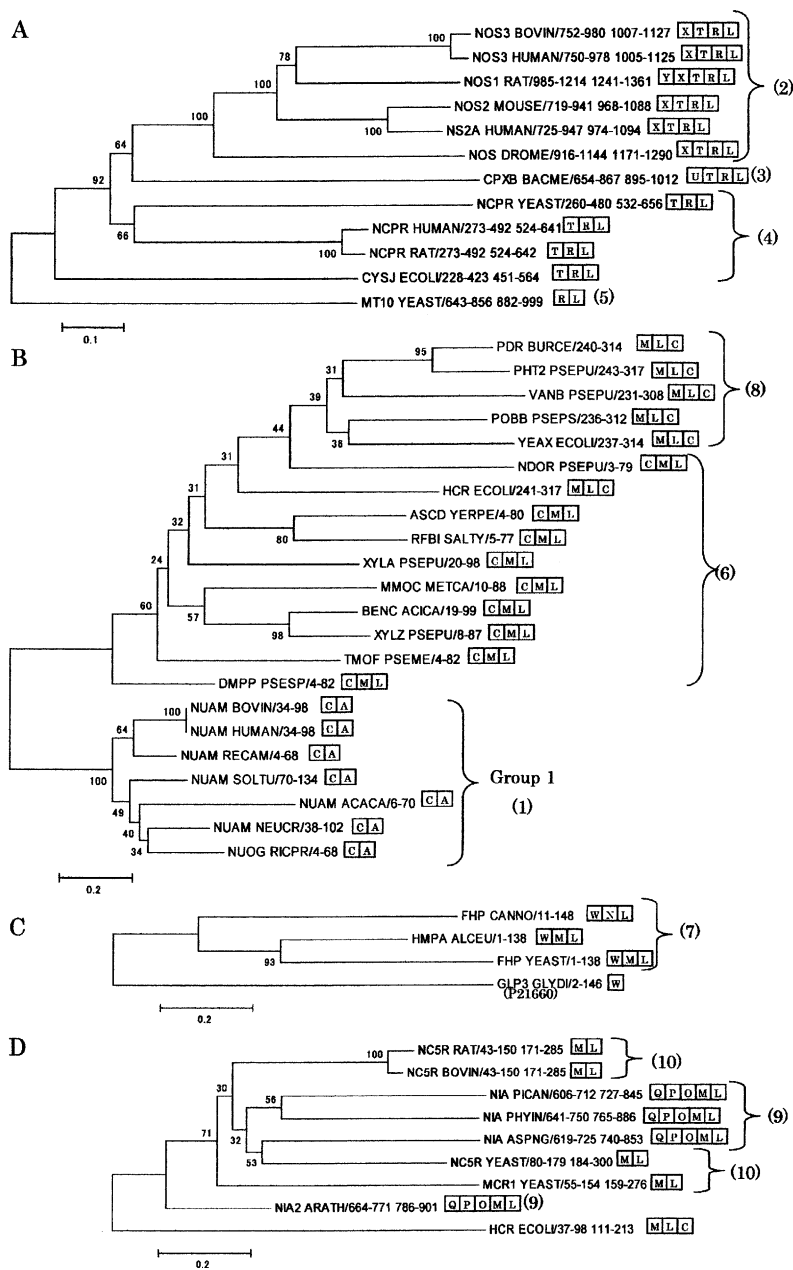 A
100
NOS3 BOVIN/752-980 1007-1127 X T R L
78
NOS3 HUMAN/750-978 1005-1125 X T R L
100
NOS1 RAT/985-1214 1241-1361 Y X T R L
(2)
NOS2 MOUSE/719-941 968-1088 X T R L
100
100
NS2A HUMAN/725-947 974-1094 X T R L
64
NOS DROME/916-1144 1171-1290 X T R L
92
CPXB BACME/654-867 895-1012 U T R L (3)
NCPR YEAST/260-480 532-656 T R L
66
NCPR HUMAN/273-492 524-641 T R L
(4)
100
NCPR RAT/273-492 524-642 T R L
CYSJ ECOLI/228-423 451-564 T R L
MT10 YEAST/643-856 882-999 R L (5)
0.1
B
95
PDR BURCE/240-314 M L C
31
PHT2 PSEPU/243-317 M L C
39
VANB PSEPU/231-308 M L C
(8)
POBB PSEPS/236-312 M L C
44
38
YEAX ECOLI/237-314 M L C
31
NDOR PSEPU/3-79 C M L
31
HCR ECOLI/241-317 M L C
ASCD YERPE/4-80 C M L
32
80
RFBI SALTY/5-77 C M L
24
XYLA PSEPU/20-98 C M L
(6)
MMOC METCA/10-88 C M L
60
57
BENC ACICA/19-99 C M L
98
XYLZ PSEPU/8-87 C M L
TMOF PSEME/4-82 C M L
DMPP PSESP/4-82 C M L
100
NUAM BOVIN/34-98 C A
64
NUAM HUMAN/34-98 C A
NUAM RECAM/4-68 C A
100
NUAM SOLTU/70-134 C A
Group 1
49
NUAM ACACA/6-70 C A
(1)
40
NUAM NEUCR/38-102 C A
34
NUOG RICPR/4-68 C A
0.2
C
FHP CANNO/11-148 W N L
HMPA ALCEU/1-138 W M L
(7)
93
FHP YEAST/1-138 W M L
GLP3 GLYDI/2-146 W
(P21660)
0.2
D
100
NC5R RAT/43-150 171-285 M L
(10)
NC5R BOVIN/43-150 171-285 M L
30
56
NIA PICAN/606-712 727-845 Q P O M L
NIA PHYIN/641-750 765-886 Q P O M L
(9)
71
32
NIA ASPNG/619-725 740-853 Q P O M L
53
NC5R YEAST/80-179 184-300 M L
(10)
MCR1 YEAST/55-154 159-276 M L
NIA2 ARATH/664-771 786-901 Q P O M L (9)
HCR ECOLI/37-98 111-213 M L C
0.2